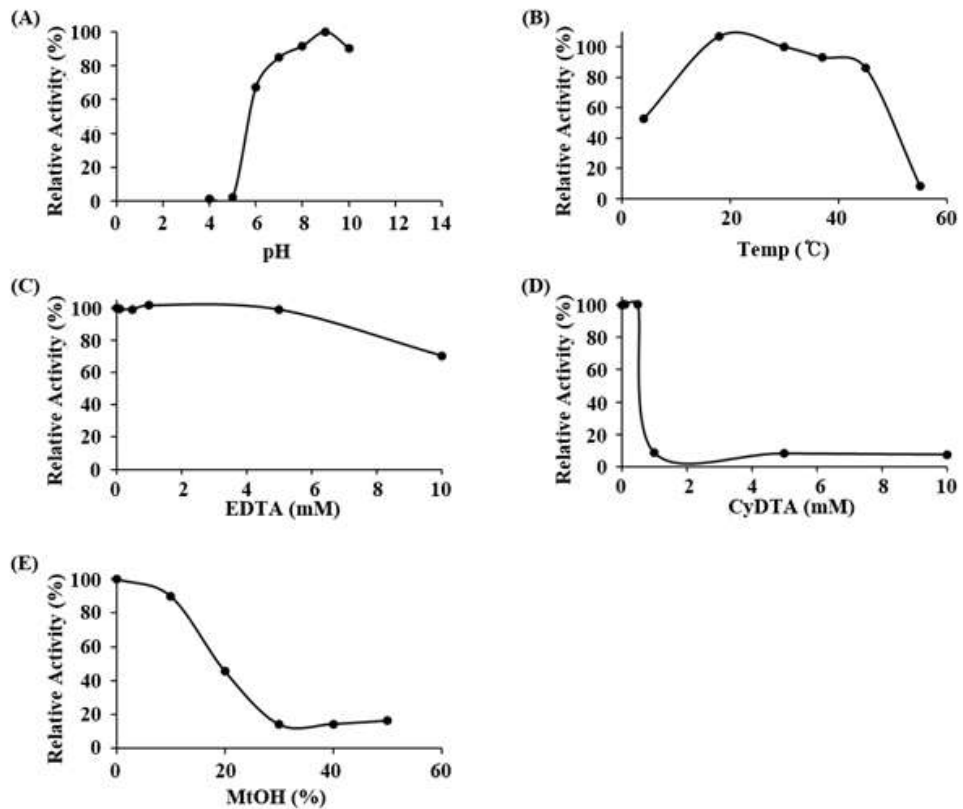 (A)
Relative Activity (%)
100
80
60
40
20
0
0 2 4 6 8 10 12 14
pH
(B)
Relative Activity (%)
100
80
60
40
20
0
0 20 40 60
Temp (℃)
(C)
Relative Activity (%)
100
80
60
40
20
0
0 2 4 6 8 10
EDTA (mM)
(D)
Relative Activity (%)
100
80
60
40
20
0
0 2 4 6 8 10
CyDTA (mM)
(E)
Relative Activity (%)
100
80
60
40
20
0
0 20 40 60
MtOH (%)